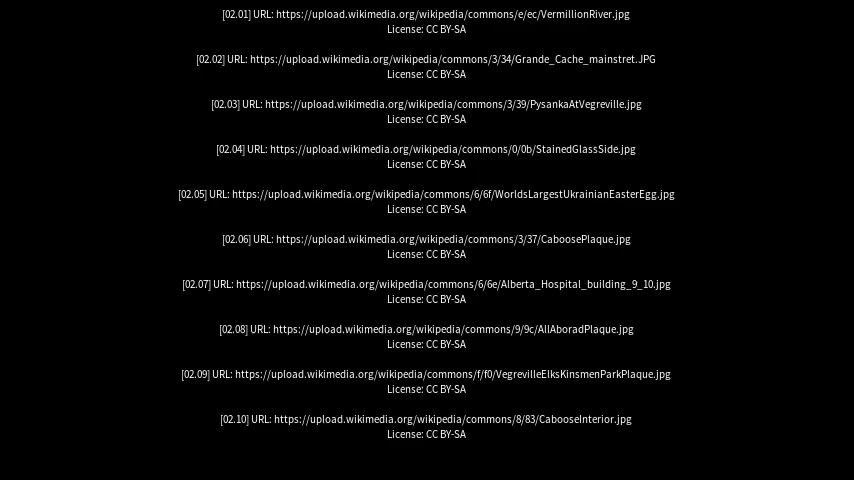 [02.01] URL: https://upload.wikimedia.org/wikipedia/commons/e/ec/VermillionRiver.jpg
License: CC BY-SA
[02.02] URL: https://upload.wikimedia.org/wikipedia/commons/3/34/Grande_Cache_mainstret.JPG
License: CC BY-SA
[02.03] URL: https://upload.wikimedia.org/wikipedia/commons/3/39/PysankaAtVegreville.jpg
License: CC BY-SA
[02.04] URL: https://upload.wikimedia.org/wikipedia/commons/0/0b/StainedGlassSide.jpg
License: CC BY-SA
[02.05] URL: https://upload.wikimedia.org/wikipedia/commons/6/6f/WorldsLargestUkrainianEasterEgg.jpg
License: CC BY-SA
[02.06] URL: https://upload.wikimedia.org/wikipedia/commons/3/37/CaboosePlaque.jpg
License: CC BY-SA
[02.07] URL: https://upload.wikimedia.org/wikipedia/commons/6/6e/Alberta_Hospital_building_9_10.jpg
License: CC BY-SA
[02.08] URL: https://upload.wikimedia.org/wikipedia/commons/9/9c/AllAboradPlaque.jpg
License: CC BY-SA
[02.09] URL: https://upload.wikimedia.org/wikipedia/commons/f/f0/VegrevilleElksKinsmenParkPlaque.jpg
License: CC BY-SA
[02.10] URL: https://upload.wikimedia.org/wikipedia/commons/8/83/CabooseInterior.jpg
License: CC BY-SA